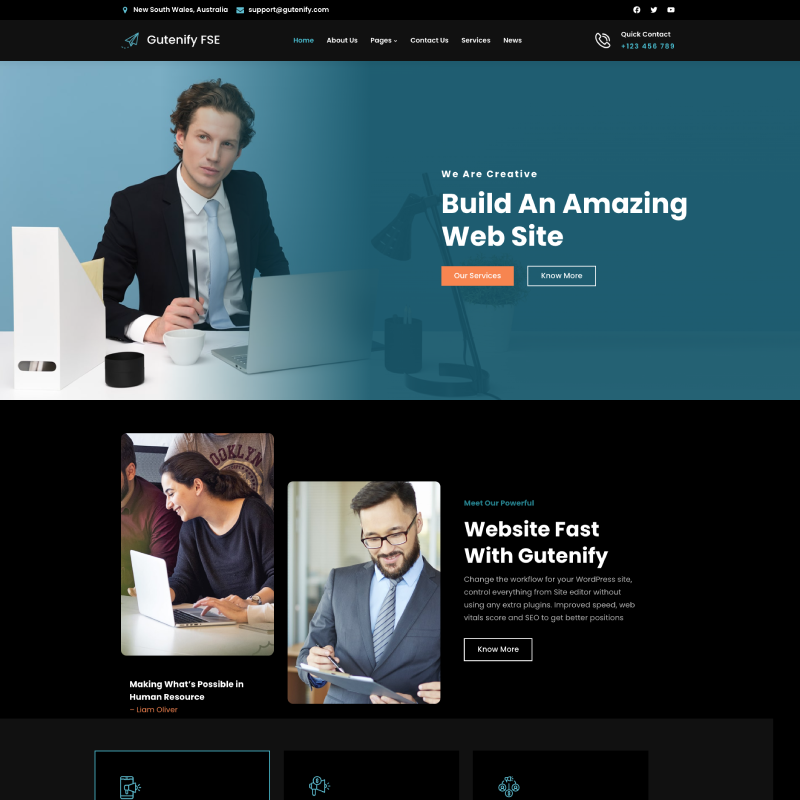 New South Wales, Australia support@gutenify.com
Gutenify FSE Home About Us Pages Contact Us Services News
Quick Contact
+123 456 789
We Are Creative
Build An Amazing
Web Site
Our Services Know More
OOKLYN
Meet Our Powerful
Website Fast
With Gutenify
Change the workflow for your WordPress site,
control everything from Site editor without
using any extra plugins. Improved speed, web
vitals score and SEO to get better positions
Know More
Making What's Possible in
Human Resource
– Liam Oliver